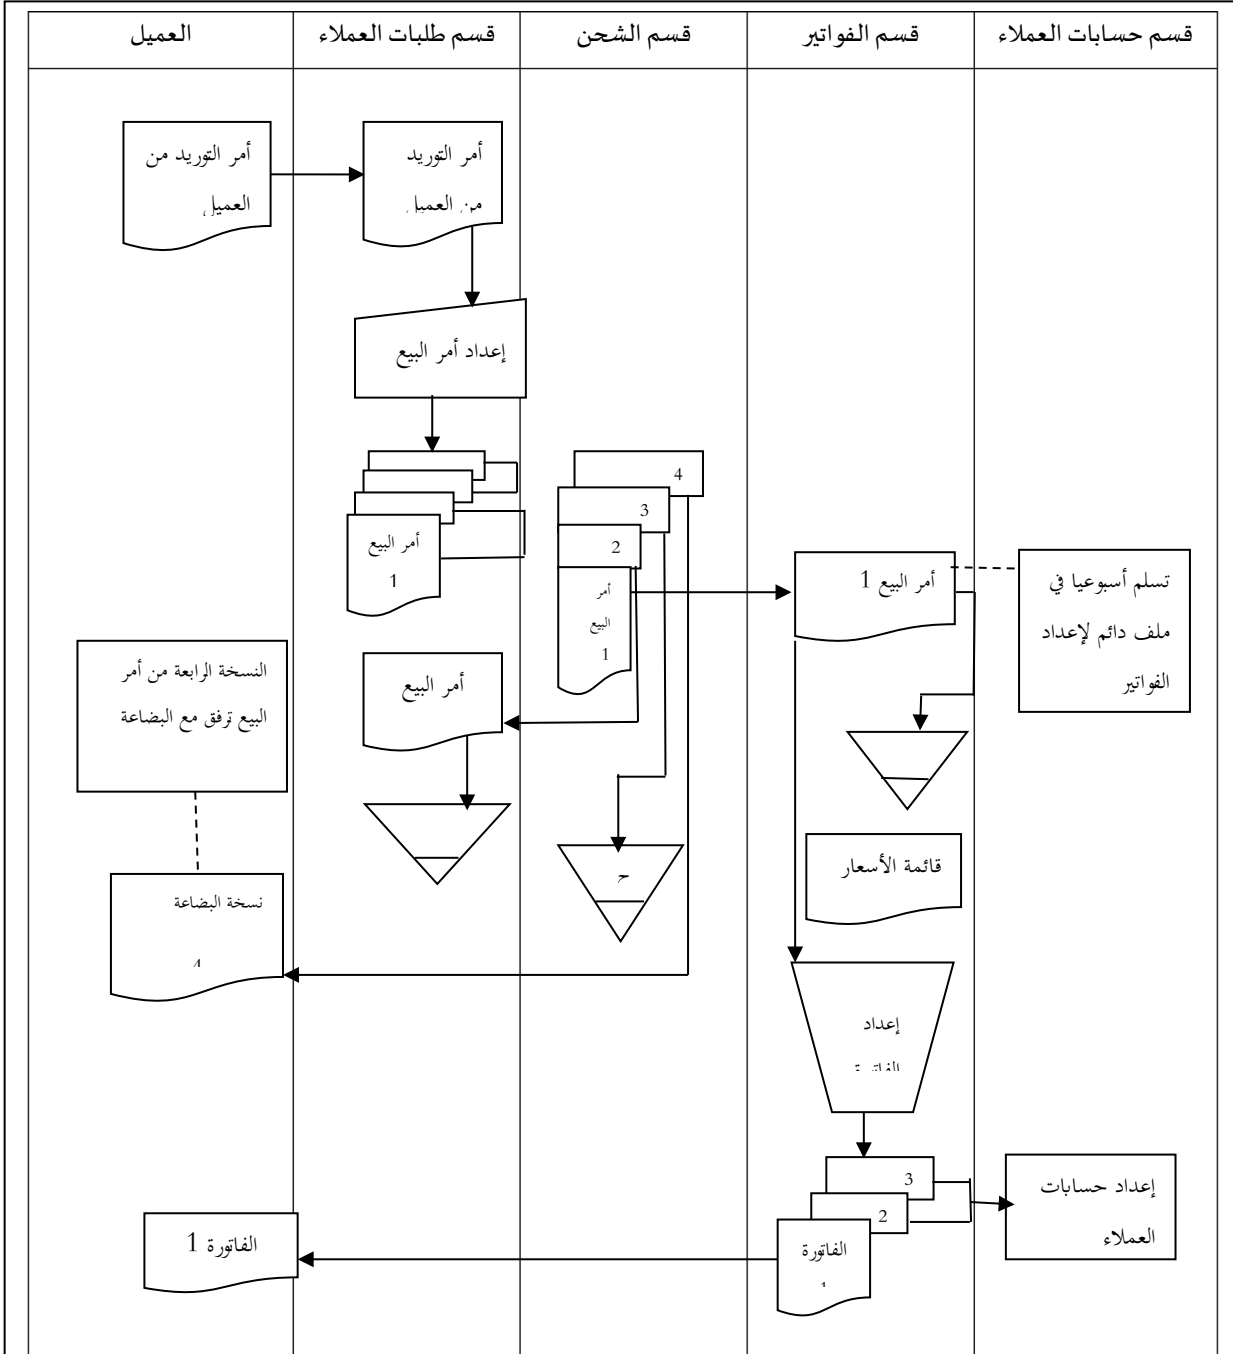 قسم حسابات العملاء
قسم الفواتير
قسم الشحن
قسم طلبات العملاء
العميل
أمر التوريد
من العميل
أمر التوريد من
العميل
إعداد أمر البيع
4
3
2
أمر
البيع
1
أمر البيع
1
أمر البيع 1
تسلم أسبوعيا في
ملف دائم لإعداد
الفواتير
أمر البيع
النسخة الرابعة من أمر
البيع ترفق مع البضاعة
قائمة الأسعار
ح
نسخة البضاعة
إعداد
الفاتورة
3
2
الفاتورة
إعداد حسابات
العملاء
الفاتورة 1